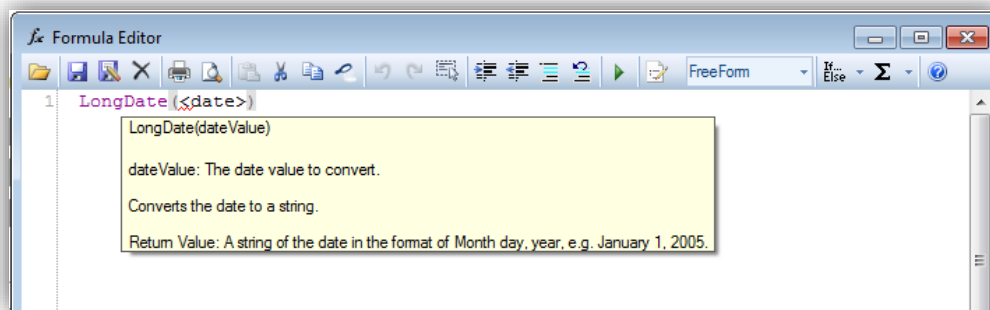 fx Formula Editor
FreeForm If... Else Σ
1 LongDate(<date>)
LongDate(dateValue)
dateValue: The date value to convert.
Converts the date to a string.
Return Value: A string of the date in the format of Month day, year, e.g. January 1, 2005.